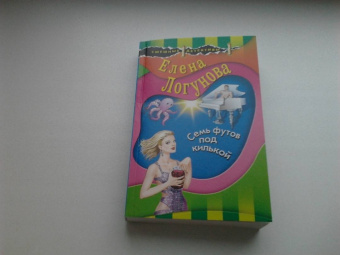 Елена
Логунова
Семь футов
под
килькой